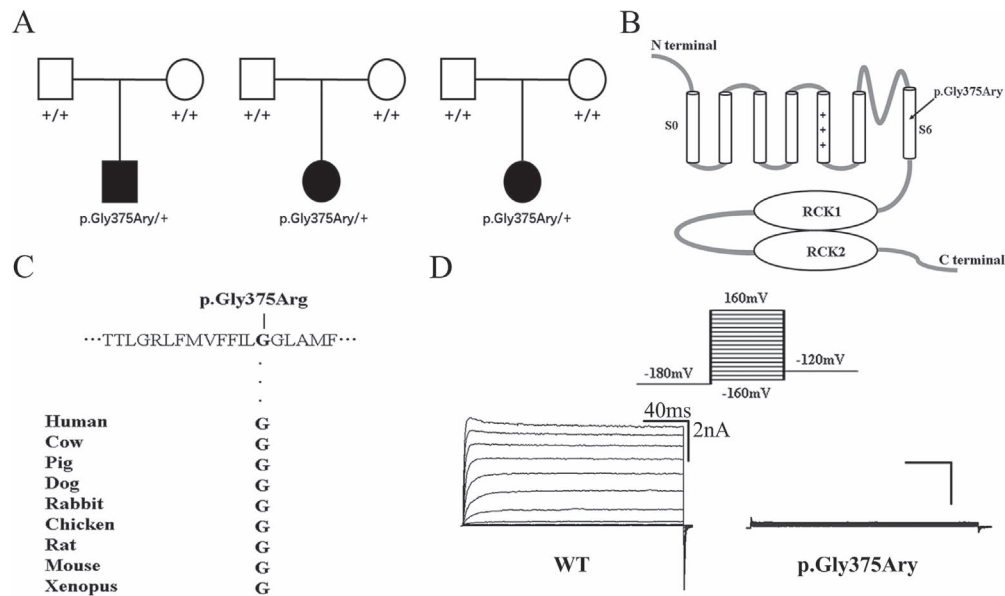 A
+/+ +/+ +/+ +/+ +/+ +/+
p.Gly375Ary/+ p.Gly375Ary/+ p.Gly375Ary/+
B
N terminal
p.Gly375Ary
S0
+
+
+
S6
RCK1
RCK2
C terminal
C
p.Gly375Arg
···TTLGRLFMVFFILGGLAMF···
Human G
Cow G
Pig G
Dog G
Rabbit G
Chicken G
Rat G
Mouse G
Xenopus G
D
160mV
-180mV
-120mV
-160mV
40ms
2nA
WT
p.Gly375Ary